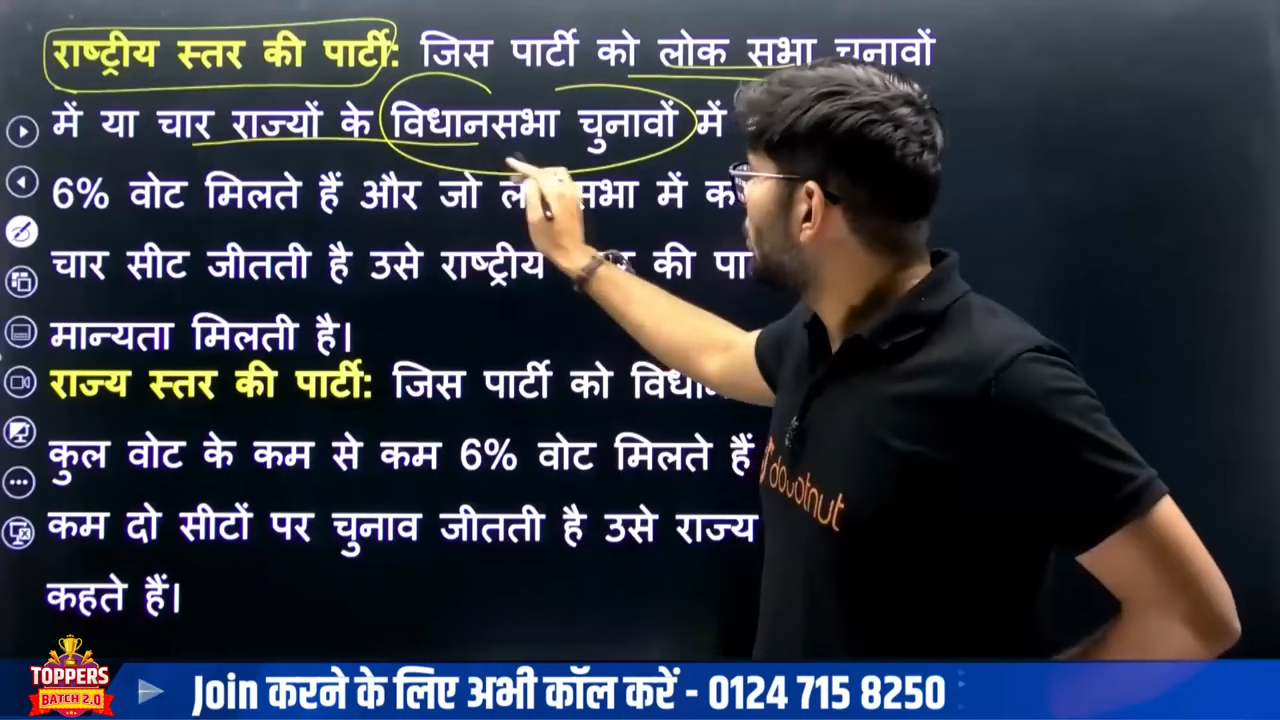 राष्ट्रीय स्तर की पार्टी: जिस पार्टी को लोक सभा चुनावों
में या चार राज्यों के विधानसभा चुनावों में
6% वोट मिलते हैं और जो सभा में
चार सीट जीतती है उसे राष्ट्रीय की
मान्यता मिलती है।
राज्य स्तर की पार्टी: जिस पार्टी को
कुल वोट के कम से कम 6% वोट मिलते हैं
कम दो सीटों पर चुनाव जीतती है उसे राज्य
कहते हैं।
doubtnut
TOPPERS
BATCH 2.0
Join करने के लिए अभी कॉल करें - 0124 715 8250